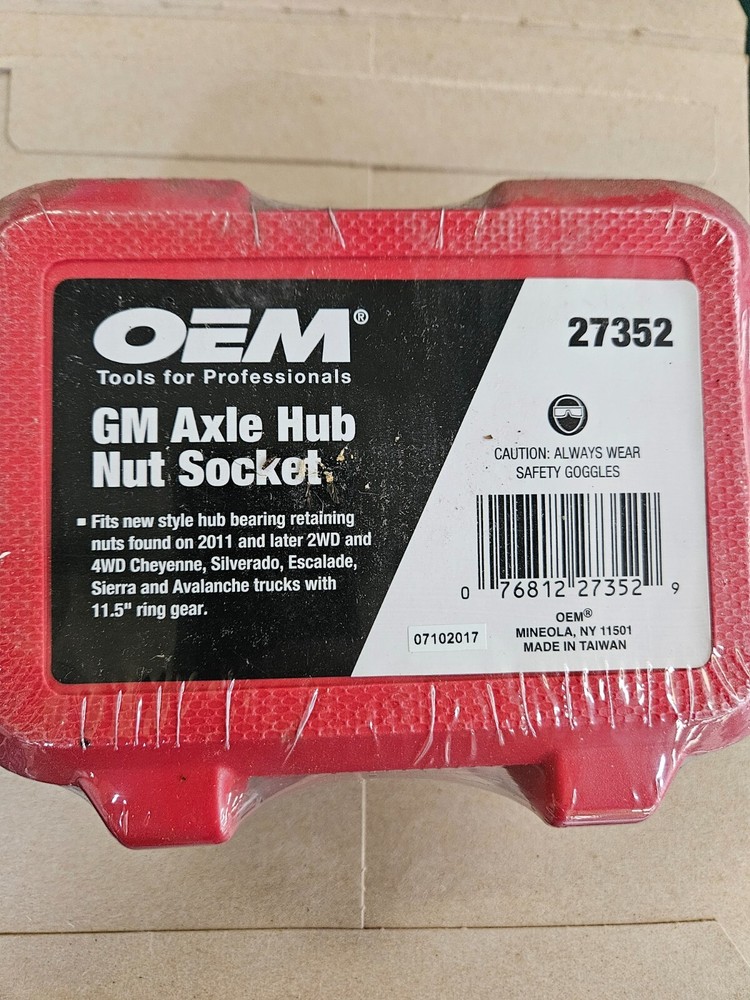 OEM®
Tools for Professionals
GM Axle Hub
Nut Socket
▪ Fits new style hub bearing retaining
nuts found on 2011 and later 2WD and
4WD Cheyenne, Silverado, Escalade,
Sierra and Avalanche trucks with
11.5" ring gear.
27352
CAUTION: ALWAYS WEAR
SAFETY GOGGLES
0 76812 27352 9
07102017
OEM®
MINEOLA, NY 11501
MADE IN TAIWAN